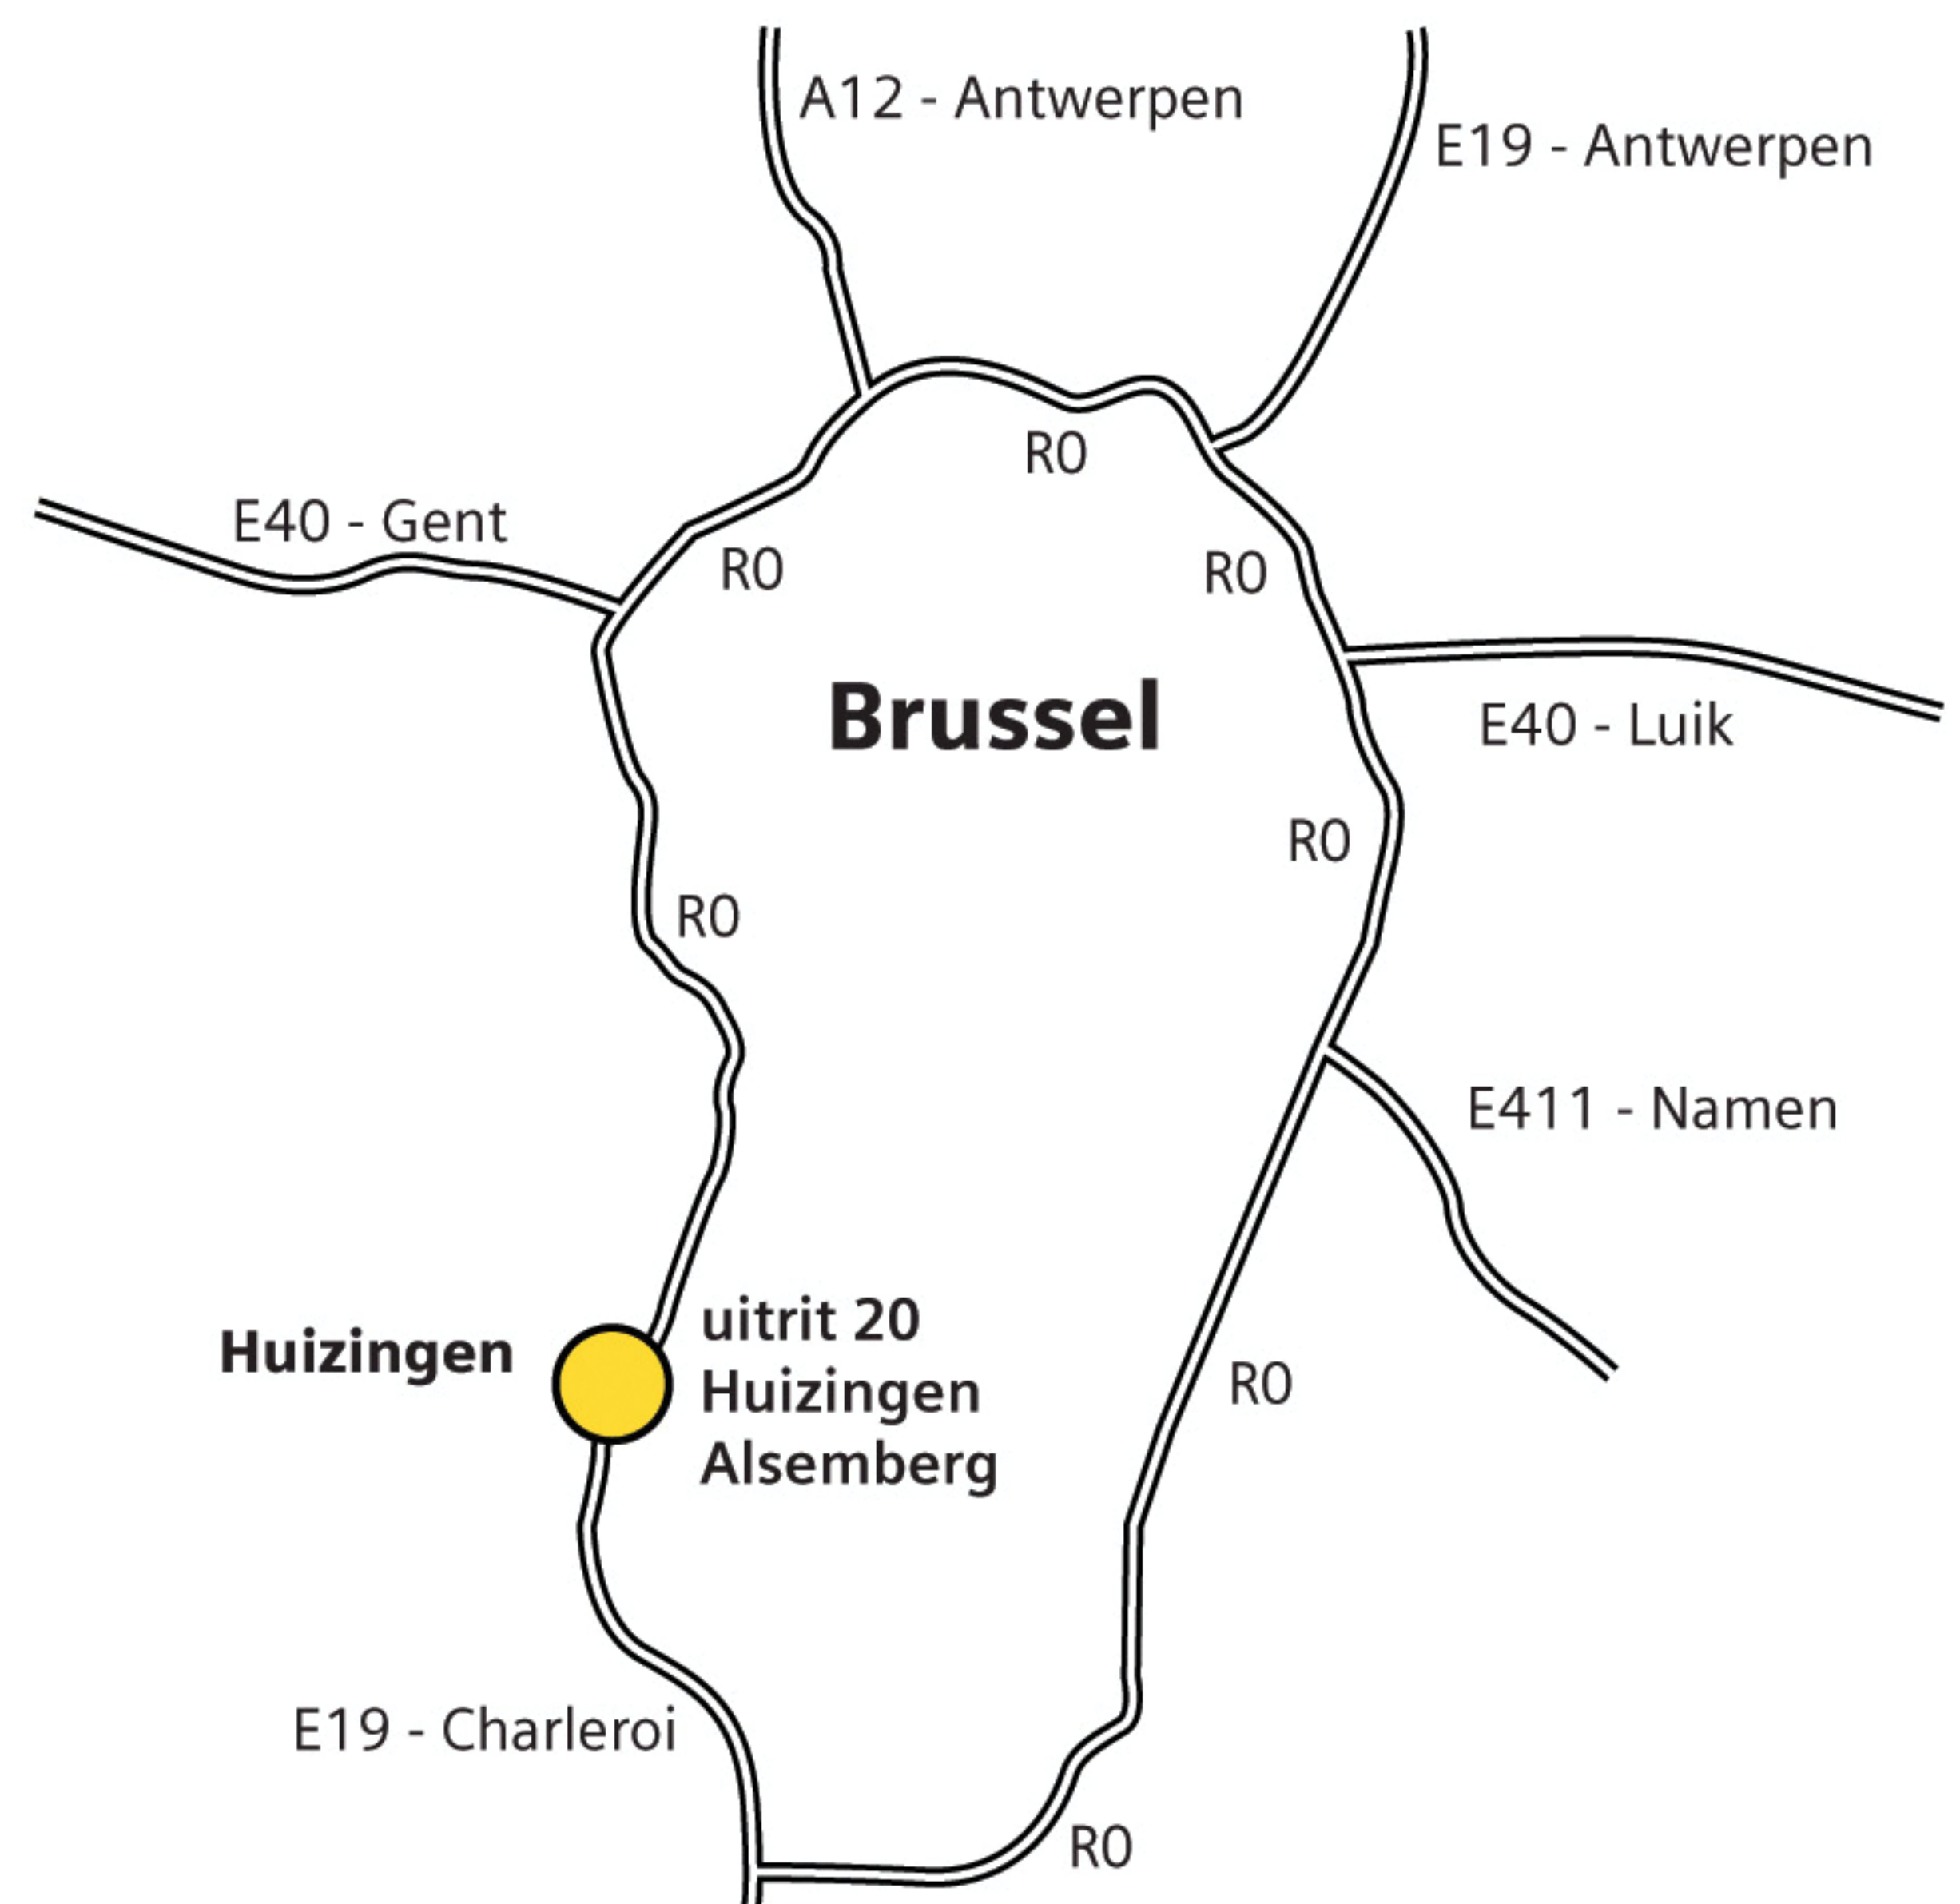 A12 - Antwerpen
E19 - Antwerpen
R0
E40 - Gent
R0
R0
Brussel
E40 - Luik
R0
R0
E411 - Namen
Huizingen
uitrit 20
Huizingen
Alsemberg
R0
E19 - Charleroi
R0